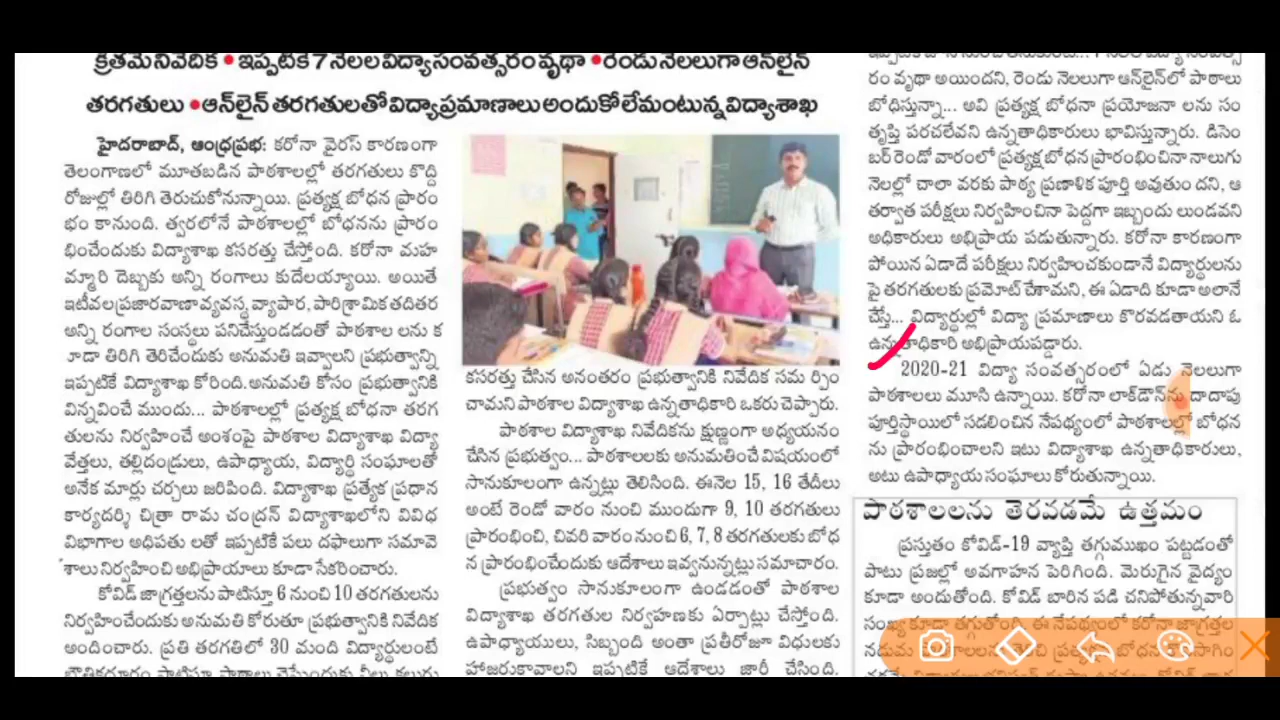 క్రితమే నివేదిక ● ఇప్పటికే 7 నెలల విద్యా సంవత్సరం వృథా ● రెండు నెలలుగా ఆన్‌లైన్
తరగతులు ● ఆన్‌లైన్ తరగతులతో విద్యా ప్రమాణాలు అందుకోలేమంటున్న విద్యాశాఖ
హైదరాబాద్, ఆంధ్రప్రభ: కరోనా వైరస్ కారణంగా
తెలంగాణలో మూతబడిన పాఠశాలల్లో తరగతులు కొద్ది
రోజుల్లో తిరిగి తెరుచుకోనున్నాయి. ప్రత్యక్ష బోధన ప్రారం
భం కానుంది. త్వరలోనే పాఠశాలల్లో బోధనను ప్రారం
భించేందుకు విద్యాశాఖ కసరత్తు చేస్తోంది. కరోనా మహ
మ్మారి దెబ్బకు అన్ని రంగాలు కుదేలయ్యాయి. అయితే
ఇటీవల ప్రజారవాణా వ్యవస్థ, వ్యాపార, పారిశ్రామిక తదితర
అన్ని రంగాల సంస్థలు పనిచేస్తుండడంతో పాఠశాల లను క
ూడా తిరిగి తెరిచేందుకు అనుమతి ఇవ్వాలని ప్రభుత్వాన్ని
ఇప్పటికే విద్యాశాఖ కోరింది. అనుమతి కోసం ప్రభుత్వానికి
విన్నవించే ముందు... పాఠశాలల్లో ప్రత్యక్ష బోధనా తరగ
తులను నిర్వహించే అంశంపై పాఠశాల విద్యాశాఖ విద్యా
వేత్తలు, తల్లిదండ్రులు, ఉపాధ్యాయ, విద్యార్థి సంఘాలతో
అనేక మార్లు చర్చలు జరిపింది. విద్యాశాఖ ప్రత్యేక ప్రధాన
కార్యదర్శి చిత్రా రామ చంద్రన్ విద్యాశాఖలోని వివిధ
విభాగాల అధిపతు లతో ఇప్పటికే పలు దఫాలుగా సమావె
శాలు నిర్వహించి అభిప్రాయాలు కూడా సేకరించారు.
కోవిడ్ జాగ్రత్తలను పాటిస్తూ 6 నుంచి 10 తరగతులను
నిర్వహించేందుకు అనుమతి కోరుతూ ప్రభుత్వానికి నివేదిక
అందించారు. ప్రతి తరగతిలో 30 మంది విద్యార్థులంటే
భౌతికదూరం పాటిస్తూ పాఠాలు చెప్పేందుకు వీలు కలుగు
కసరత్తు చేసిన అనంతరం ప్రభుత్వానికి నివేదిక సమ ర్పిం
చామని పాఠశాల విద్యాశాఖ ఉన్నతాధికారి ఒకరు చెప్పారు.
పాఠశాల విద్యాశాఖ నివేదికను క్షుణ్ణంగా అధ్యయనం
చేసిన ప్రభుత్వం... పాఠశాలలకు అనుమతించే విషయంలో
సానుకూలంగా ఉన్నట్లు తెలిసింది. ఈనెల 15, 16 తేదీలు
అంటే రెండో వారం నుంచి ముందుగా 9, 10 తరగతులు
ప్రారంభించి, చివరి వారం నుంచి 6, 7, 8 తరగతులకు బోధ
న ప్రారంభించేందుకు ఆదేశాలు ఇవ్వనున్నట్లు సమాచారం.
ప్రభుత్వం సానుకూలంగా ఉండడంతో పాఠశాల
విద్యాశాఖ తరగతుల నిర్వహణకు ఏర్పాట్లు చేస్తోంది.
ఉపాధ్యాయులు, సిబ్బంది అంతా ప్రతీరోజూ విధులకు
హాజరుకావాలని ఇప్పటికే ఆదేశాలు జారీ చేసింది.
రం వృథా అయిందని, రెండు నెలలుగా ఆన్‌లైన్‌లో పాఠాలు
బోధిస్తున్నా... అవి ప్రత్యక్ష బోధనా ప్రయోజనా లను సం
తృప్తి పరచలేవని ఉన్నతాధికారులు భావిస్తున్నారు. డిసెం
బర్ రెండో వారంలో ప్రత్యక్ష బోధన ప్రారంభించినా నాలుగు
నెలల్లో చాలా వరకు పాఠ్య ప్రణాళిక పూర్తి అవుతుం దని, ఆ
తర్వాత పరీక్షలు నిర్వహించినా పెద్దగా ఇబ్బందు లుండవని
అధికారులు అభిప్రాయ పడుతున్నారు. కరోనా కారణంగా
పోయిన ఏడాదే పరీక్షలు నిర్వహించకుండానే విద్యార్థులను
పై తరగతులకు ప్రమోట్ చేశామని, ఈ ఏడాది కూడా అలానే
చేస్తే... విద్యార్థుల్లో విద్యా ప్రమాణాలు కొరవడతాయని ఓ
ఉన్నతాధికారి అభిప్రాయపడ్డారు.
2020-21 విద్యా సంవత్సరంలో ఏడు నెలలుగా
పాఠశాలలు మూసి ఉన్నాయి. కరోనా లాక్‌డౌన్‌ను దాదాపు
పూర్తిస్థాయిలో సడలించిన నేపథ్యంలో పాఠశాలల్లో బోధన
ను ప్రారంభించాలని ఇటు విద్యాశాఖ ఉన్నతాధికారులు,
అటు ఉపాధ్యాయ సంఘాలు కోరుతున్నాయి.
పాఠశాలలను తెరవడమే ఉత్తమం
ప్రస్తుతం కోవిడ్-19 వ్యాప్తి తగ్గుముఖం పట్టడంతో
పాటు ప్రజల్లో అవగాహన పెరిగింది. మెరుగైన వైద్యం
కూడా అందుతోంది. కోవిడ్ బారిన పడి చనిపోతున్నవారి
సంఖ్య కూడా తగ్గుతోంది. ఈ నేపథ్యంలో కరోనా జాగ్రత్తల